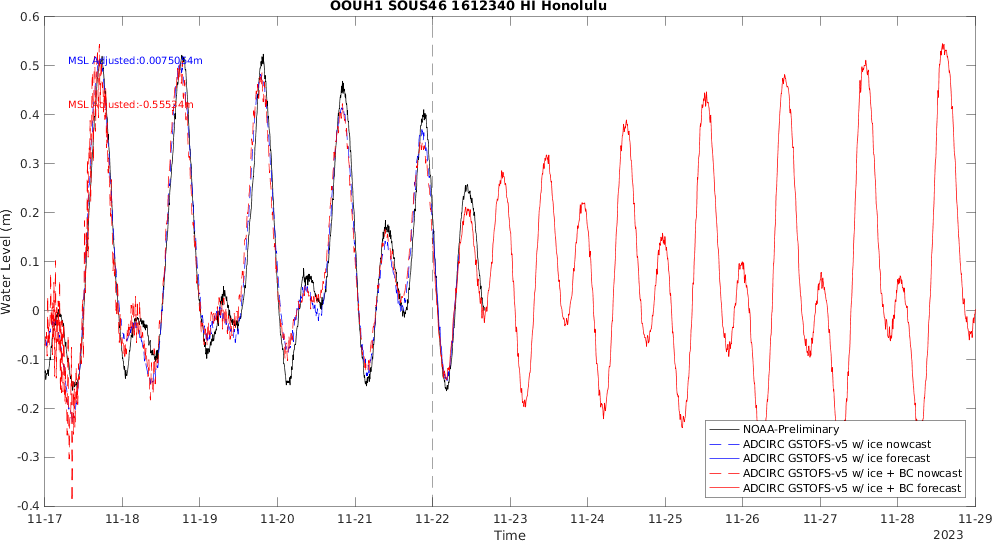 OOUH1 SOUS46 1612340 HI Honolulu
0.6
0.5
0.4
0.3
0.2
0.1
0
-0.1
-0.2
-0.3
-0.4
Water Level (m)
MSL Adjusted:0.0075064m
MSL Adjusted:-0.55534m
NOAA-Preliminary
ADCIRC GSTOFS-v5 w/ ice nowcast
ADCIRC GSTOFS-v5 w/ ice forecast
ADCIRC GSTOFS-v5 w/ ice + BC nowcast
ADCIRC GSTOFS-v5 w/ ice + BC forecast
11-17 11-18 11-19 11-20 11-21 11-22 11-23 11-24 11-25 11-26 11-27 11-28 11-29
Time
2023